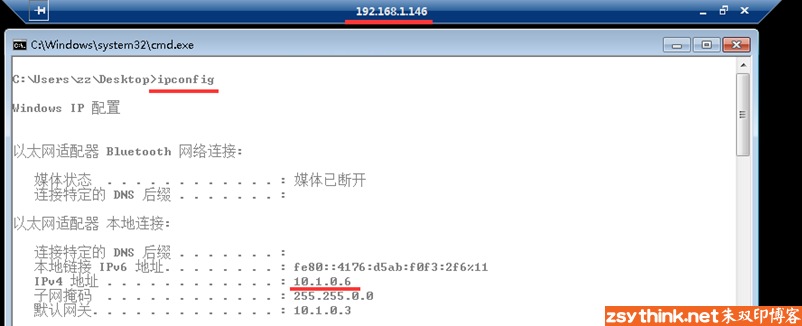 192.168.1.146
C:\Windows\system32\cmd.exe
C:\Users\zz\Desktop>ipconfig
Windows IP 配置
以太网适配器 Bluetooth 网络连接:
媒体状态 . . . . . . . . . . . . : 媒体已断开
连接特定的 DNS 后缀 . . . . . . . :
以太网适配器 本地连接:
连接特定的 DNS 后缀 . . . . . . . :
本地链接 IPv6 地址. . . . . . . . : fe80::4176:d5ab:f0f3:2f6%11
IPv4 地址 . . . . . . . . . . . . : 10.1.0.6
子网掩码 . . . . . . . . . . . . : 255.255.0.0
默认网关. . . . . . . . . . . . . : 10.1.0.3
zsythink.net朱双印博客